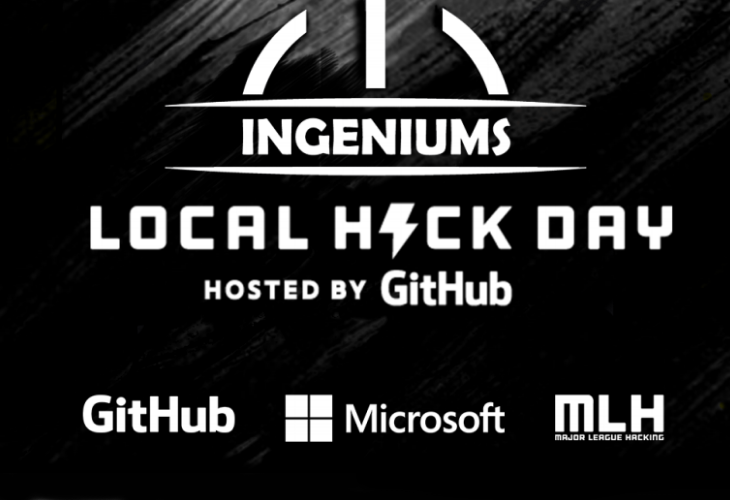 INGENIUMS
LOCAL HACK DAY
HOSTED BY GitHub
GitHub Microsoft MLH
MAJOR LEAGUE HACKING